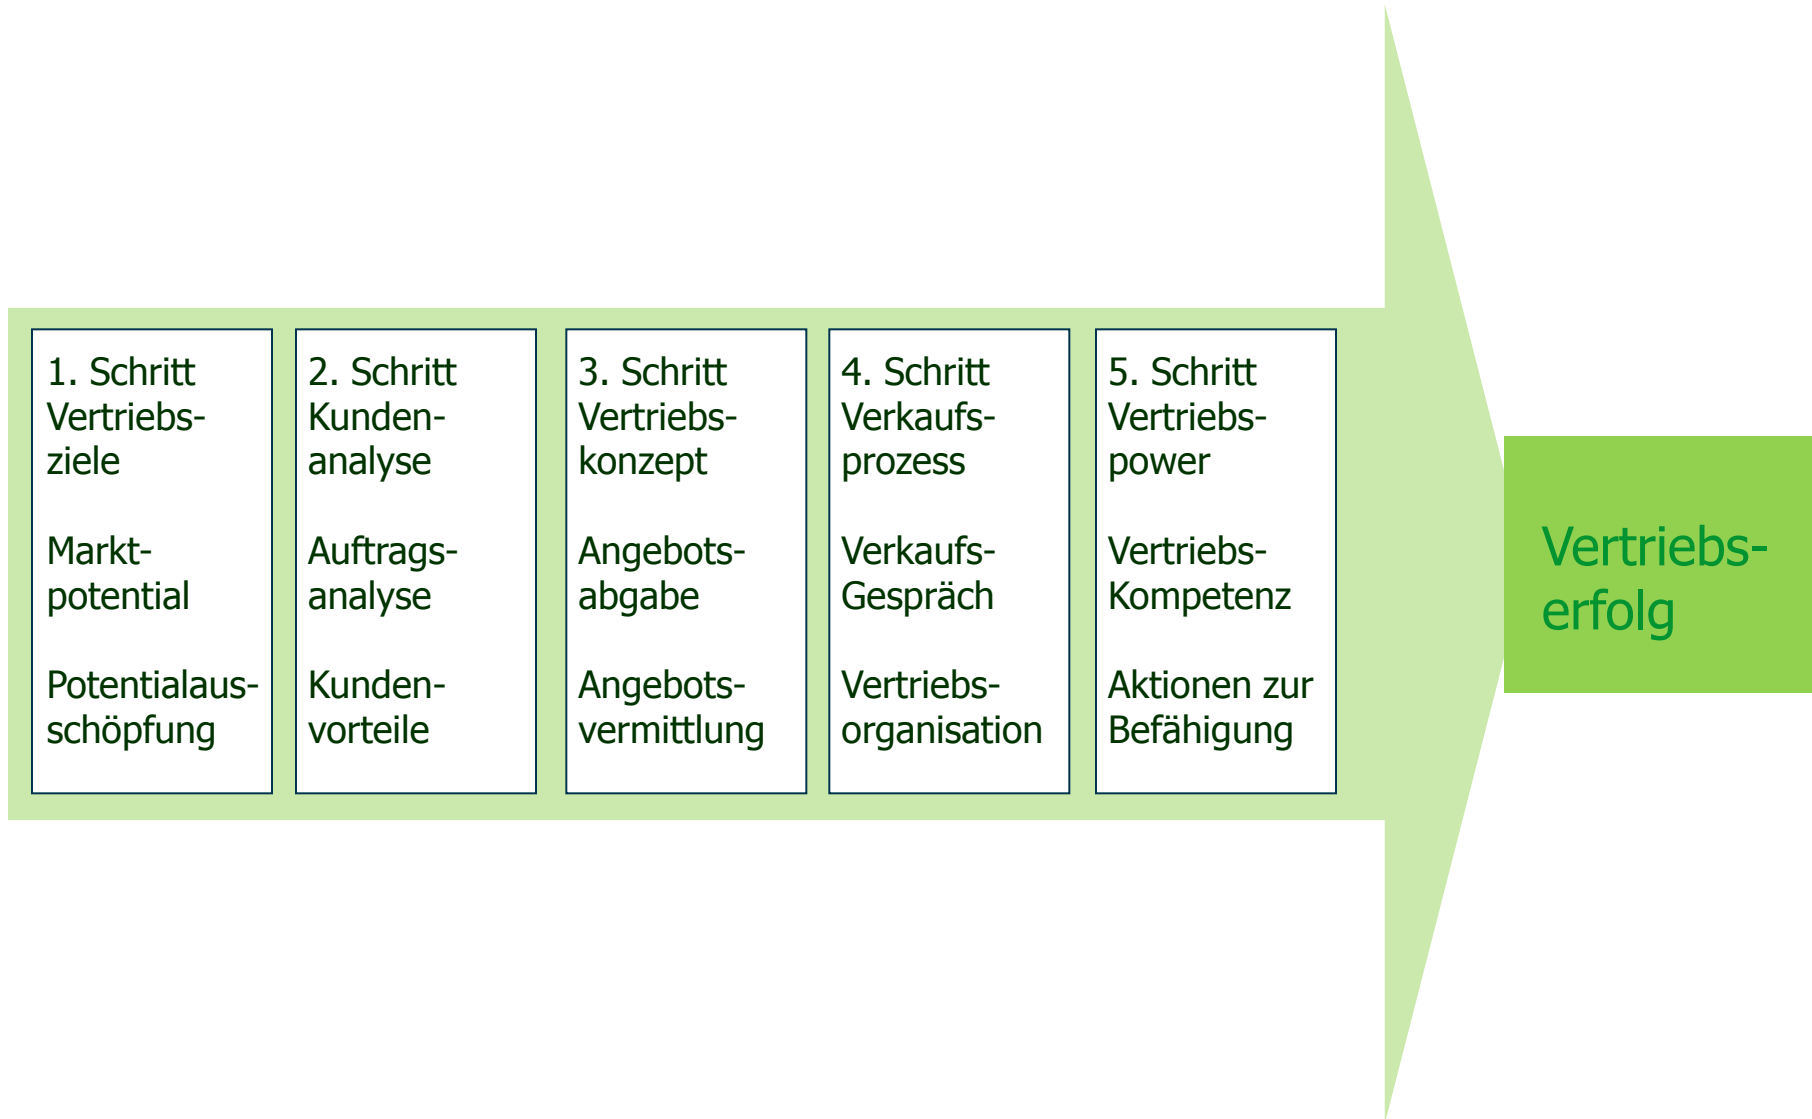 1. Schritt
Vertriebs-
ziele
Markt-
potential
Potentialaus-
schöpfung
2. Schritt
Kunden-
analyse
Auftrags-
analyse
Kunden-
vorteile
3. Schritt
Vertriebs-
konzept
Angebots-
abgabe
Angebots-
vermittlung
4. Schritt
Verkaufs-
prozess
Verkaufs-
Gespräch
Vertriebs-
organisation
5. Schritt
Vertriebs-
power
Vertriebs-
Kompetenz
Aktionen zur
Befähigung
Vertriebs-
erfolg